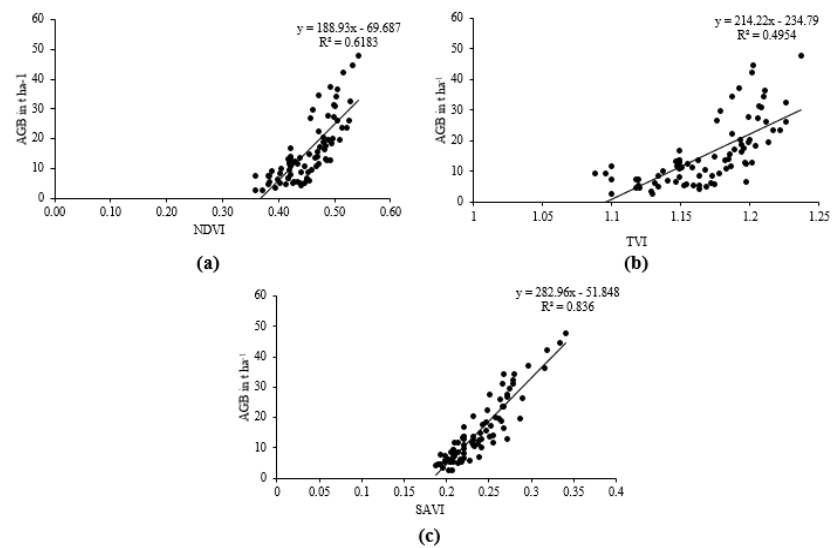 y = 188.93x - 69.687
R² = 0.6183
60
50
40
30
20
10
0
AGB in t ha-1
0.00 0.10 0.20 0.30 0.40 0.50 0.60
NDVI
(a)
y = 214.22x - 234.79
R² = 0.4954
60
50
40
30
20
10
0
AGB in t ha⁻¹
1 1.05 1.1 1.15 1.2 1.25
TVI
(b)
y = 282.96x - 51.848
R² = 0.836
60
50
40
30
20
10
0
AGB in t ha⁻¹
0 0.05 0.1 0.15 0.2 0.25 0.3 0.35 0.4
SAVI
(c)